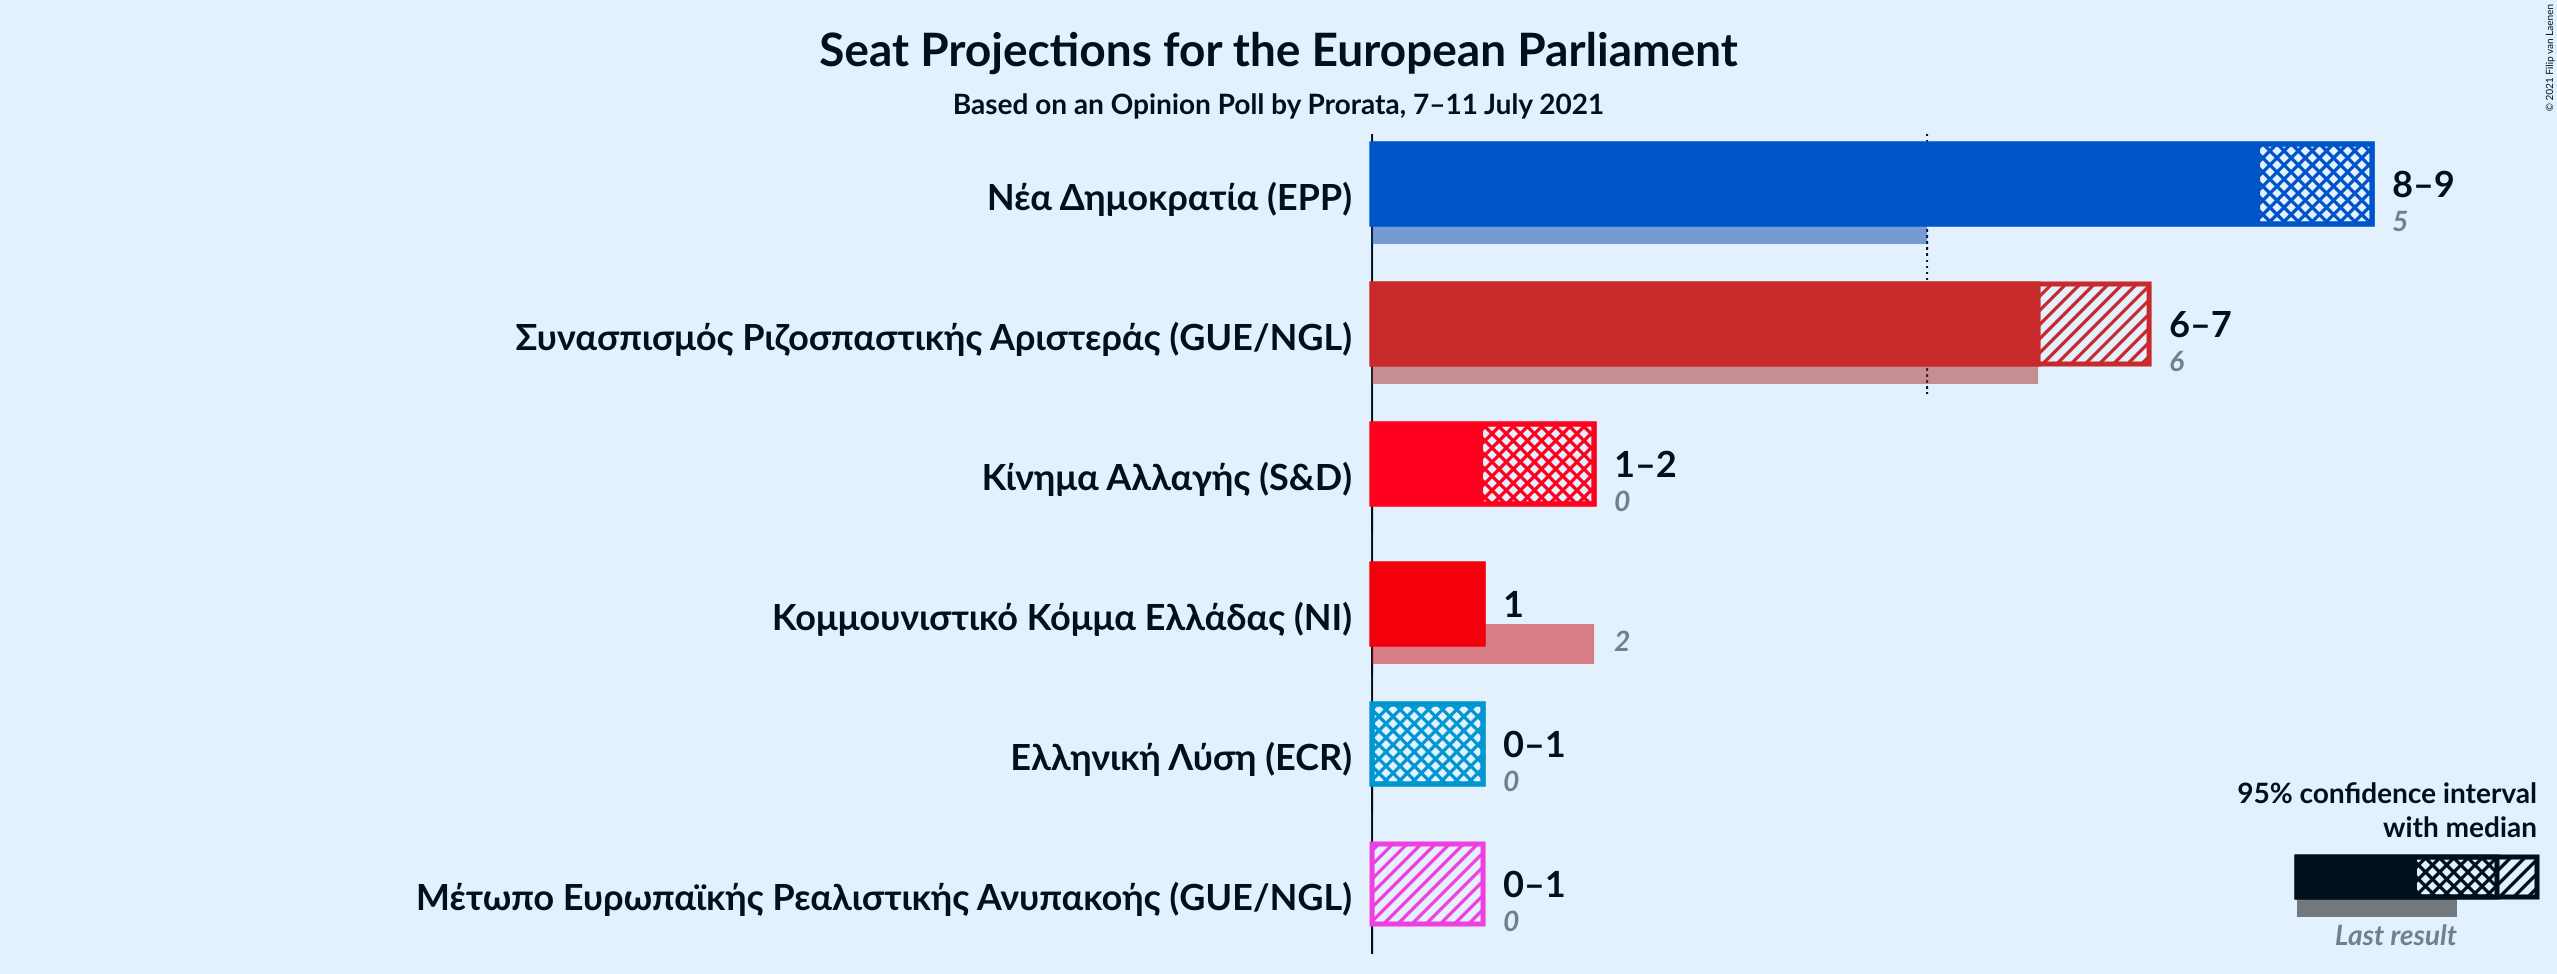 Seat Projections for the European Parliament
Based on an Opinion Poll by Prorata, 7–11 July 2021
© 2021 Filip van Laenen
Νέα Δημοκρατία (EPP)
8–9
5
Συνασπισμός Ριζοσπαστικής Αριστεράς (GUE/NGL)
6–7
6
Κίνημα Αλλαγής (S&D)
1–2
0
Κομμουνιστικό Κόμμα Ελλάδας (NI)
1
2
Ελληνική Λύση (ECR)
0–1
0
Μέτωπο Ευρωπαϊκής Ρεαλιστικής Ανυπακοής (GUE/NGL)
0–1
0
95% confidence interval
with median
Last result